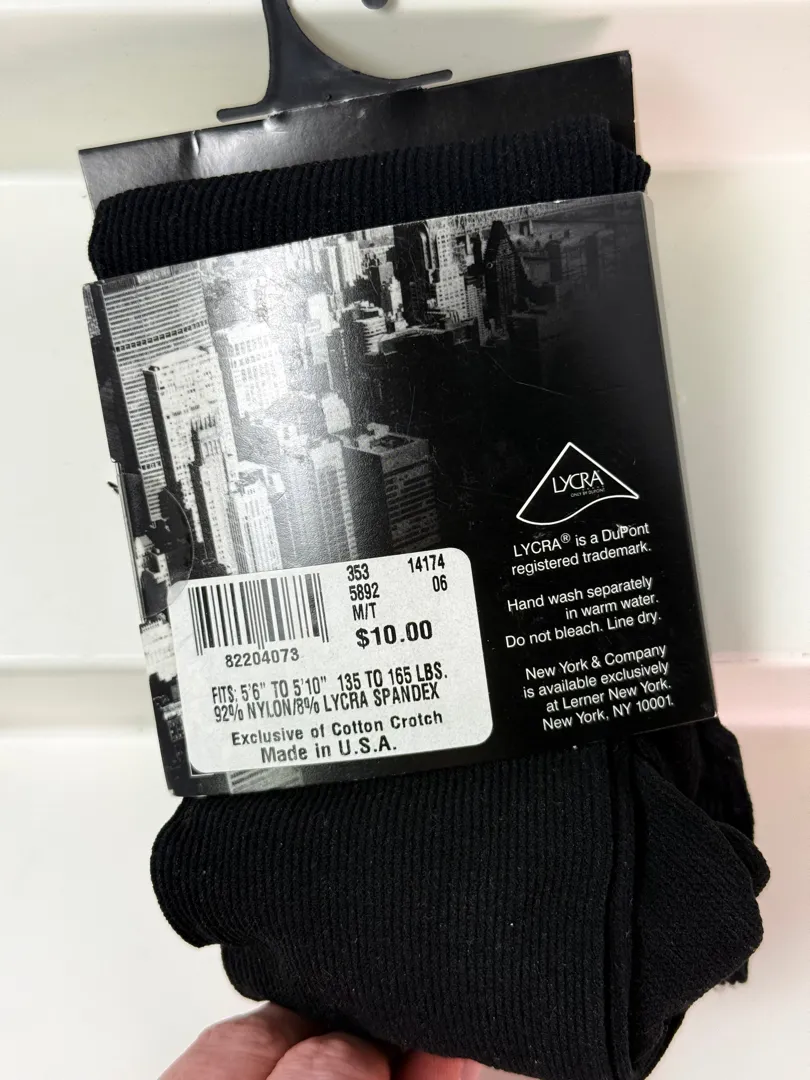 LYCRA®
ONLY BY DUPONT
LYCRA® is a DuPont
registered trademark.
Hand wash separately
in warm water.
Do not bleach. Line dry.
New York & Company
is available exclusively
at Lerner New York.
New York, NY 10001
353 14174
5892 06
M/T
$10.00
82204073
FITS: 5'6" TO 5'10" 135 TO 165 LBS.
92% NYLON/8% LYCRA SPANDEX
Exclusive of Cotton Crotch
Made in U.S.A.